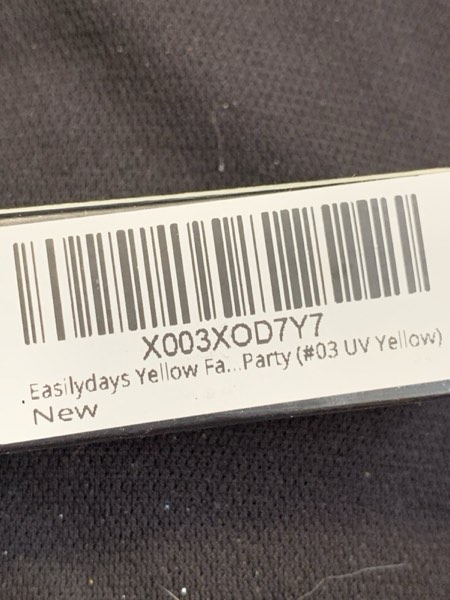 X003XOD7Y7
Easilydays Yellow Fa...Party (#03 UV Yellow)
New